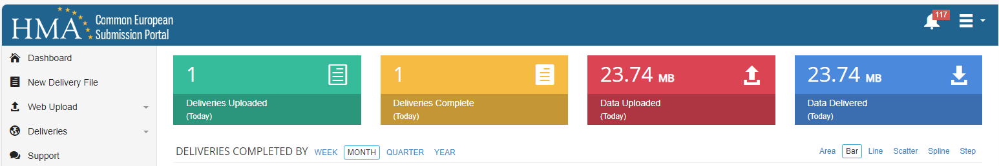 HMA
Common European
Submission Portal
117
Dashboard
New Delivery File
Web Upload
Deliveries
Support
1
Deliveries Uploaded
(Today)
1
Deliveries Complete
(Today)
23.74 MB
Data Uploaded
(Today)
23.74 MB
Data Delivered
(Today)
DELIVERIES COMPLETED BY WEEK MONTH QUARTER YEAR
Area Bar Line Scatter Spline Step